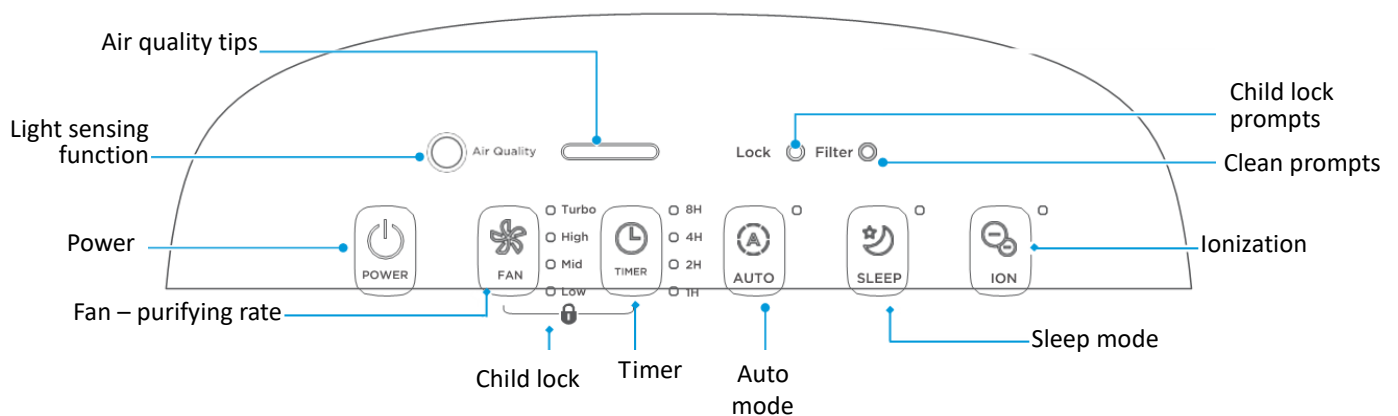 Air quality tips
Child lock
prompts
Light sensing
function
Air Quality
Lock
Filter
Clean prompts
Turbo
High
Mid
Low
8H
4H
2H
1H
Power
POWER
FAN
TIMER
AUTO
SLEEP
ION
Ionization
Fan – purifying rate
Child lock
Timer
Auto
mode
Sleep mode